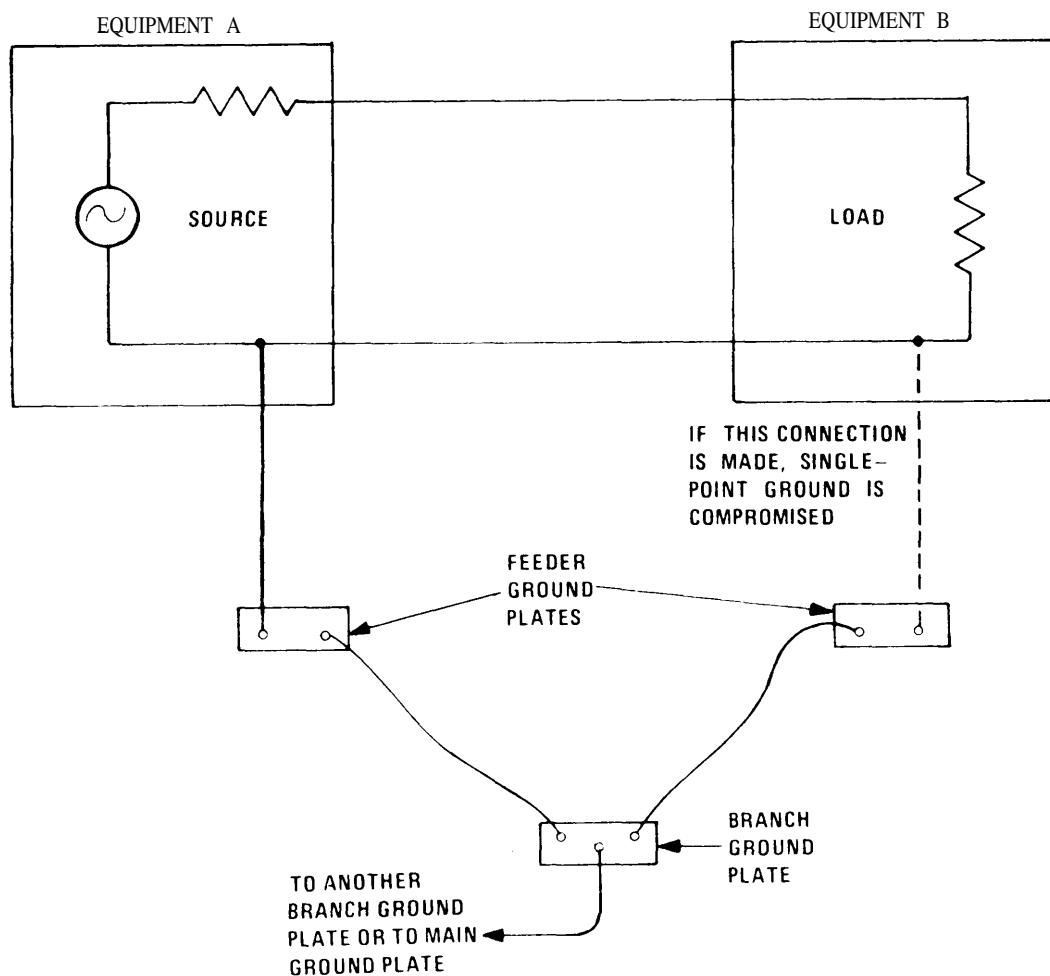 EQUIPMENT A
EQUIPMENT B
SOURCE
LOAD
IF THIS CONNECTION
IS MADE, SINGLE-
POINT GROUND IS
COMPROMISED
FEEDER
GROUND
PLATES
BRANCH
GROUND
PLATE
TO ANOTHER
BRANCH GROUND
PLATE OR TO MAIN
GROUND PLATE